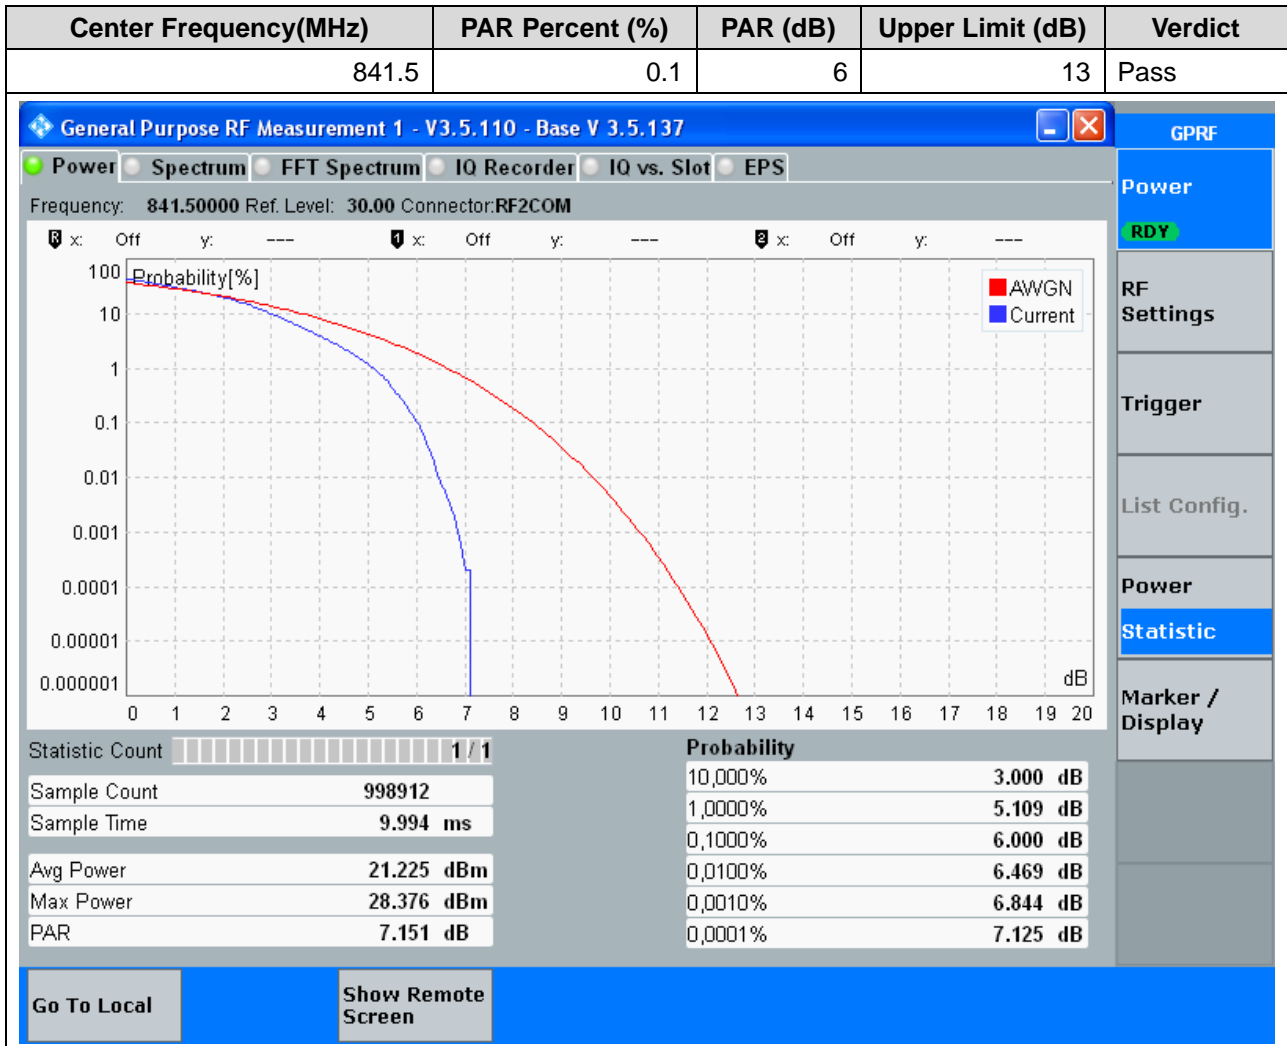 Center Frequency(MHz) PAR Percent (%) PAR (dB) Upper Limit (dB) Verdict
841.5 0.1 6 13 Pass
General Purpose RF Measurement 1 - V3.5.110 - Base V 3.5.137
GPRF
Power Spectrum FFT Spectrum IQ Recorder IQ vs. Slot EPS
Frequency: 841.50000 Ref. Level: 30.00 Connector:RF2COM
R x: Off y: --- 1 x: Off y: --- 2 x: Off y: ---
Probability[%]
AWGN
Current
100
10
1
0.1
0.01
0.001
0.0001
0.00001
0.000001
dB
0 1 2 3 4 5 6 7 8 9 10 11 12 13 14 15 16 17 18 19 20
Statistic Count 1 / 1
Sample Count 998912
Sample Time 9.994 ms
Avg Power 21.225 dBm
Max Power 28.376 dBm
PAR 7.151 dB
Probability
10,000% 3.000 dB
1,0000% 5.109 dB
0,1000% 6.000 dB
0,0100% 6.469 dB
0,0010% 6.844 dB
0,0001% 7.125 dB
Power
RDY
RF
Settings
Trigger
List Config.
Power
Statistic
Marker /
Display
Go To Local
Show Remote
Screen